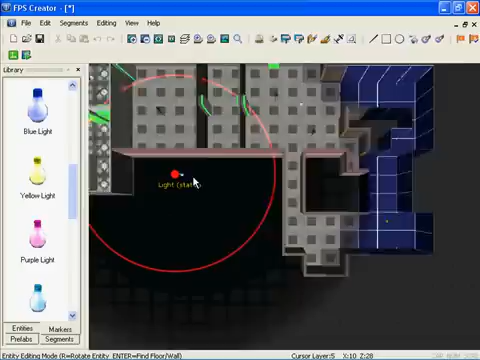 FPS Creator - [*]
File Edit Segments Editing View Help
Library
Blue Light
Yellow Light
Purple Light
Light (stat
Entities Markers
Prefabs Segments
Entity Editing Mode (R=Rotate Entity ENTER=Find Floor/Wall) Cursor Layer:5 X:10 Z:28